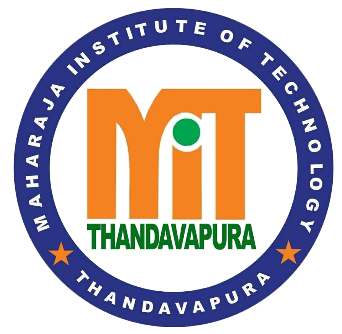 MAHARAJA INSTITUTE OF TECHNOLOGY
MiT
THANDAVAPURA
THANDAVAPURA